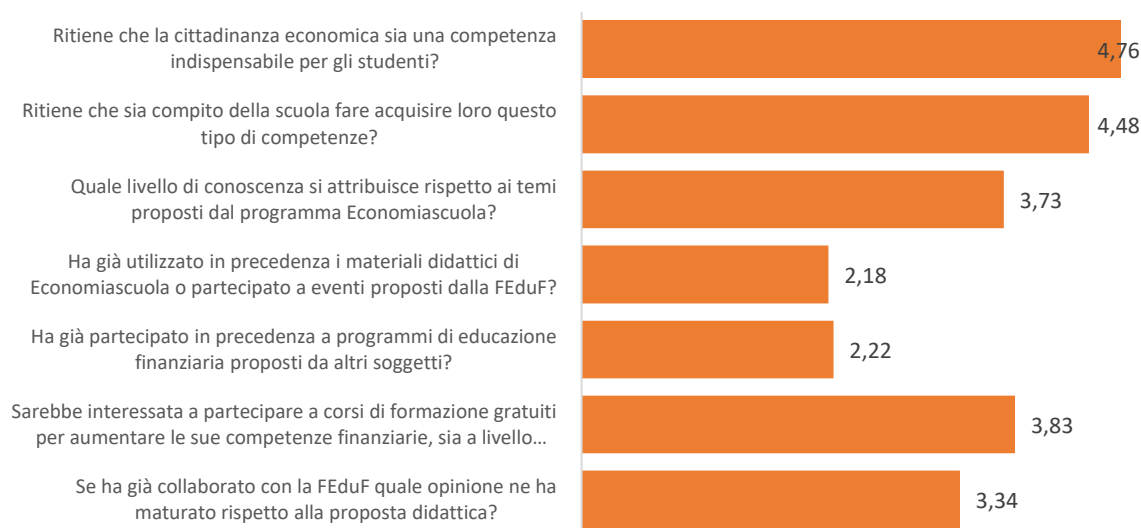 Ritiene che la cittadinanza economica sia una competenza
indispensabile per gli studenti?
4,76
Ritiene che sia compito della scuola fare acquisire loro questo
tipo di competenze?
4,48
Quale livello di conoscenza si attribuisce rispetto ai temi
proposti dal programma Economiascuola?
3,73
Ha già utilizzato in precedenza i materiali didattici di
Economiascuola o partecipato a eventi proposti dalla FEduF?
2,18
Ha già partecipato in precedenza a programmi di educazione
finanziaria proposti da altri soggetti?
2,22
Sarebbe interessata a partecipare a corsi di formazione gratuiti
per aumentare le sue competenze finanziarie, sia a livello...
3,83
Se ha già collaborato con la FEduF quale opinione ne ha
maturato rispetto alla proposta didattica?
3,34